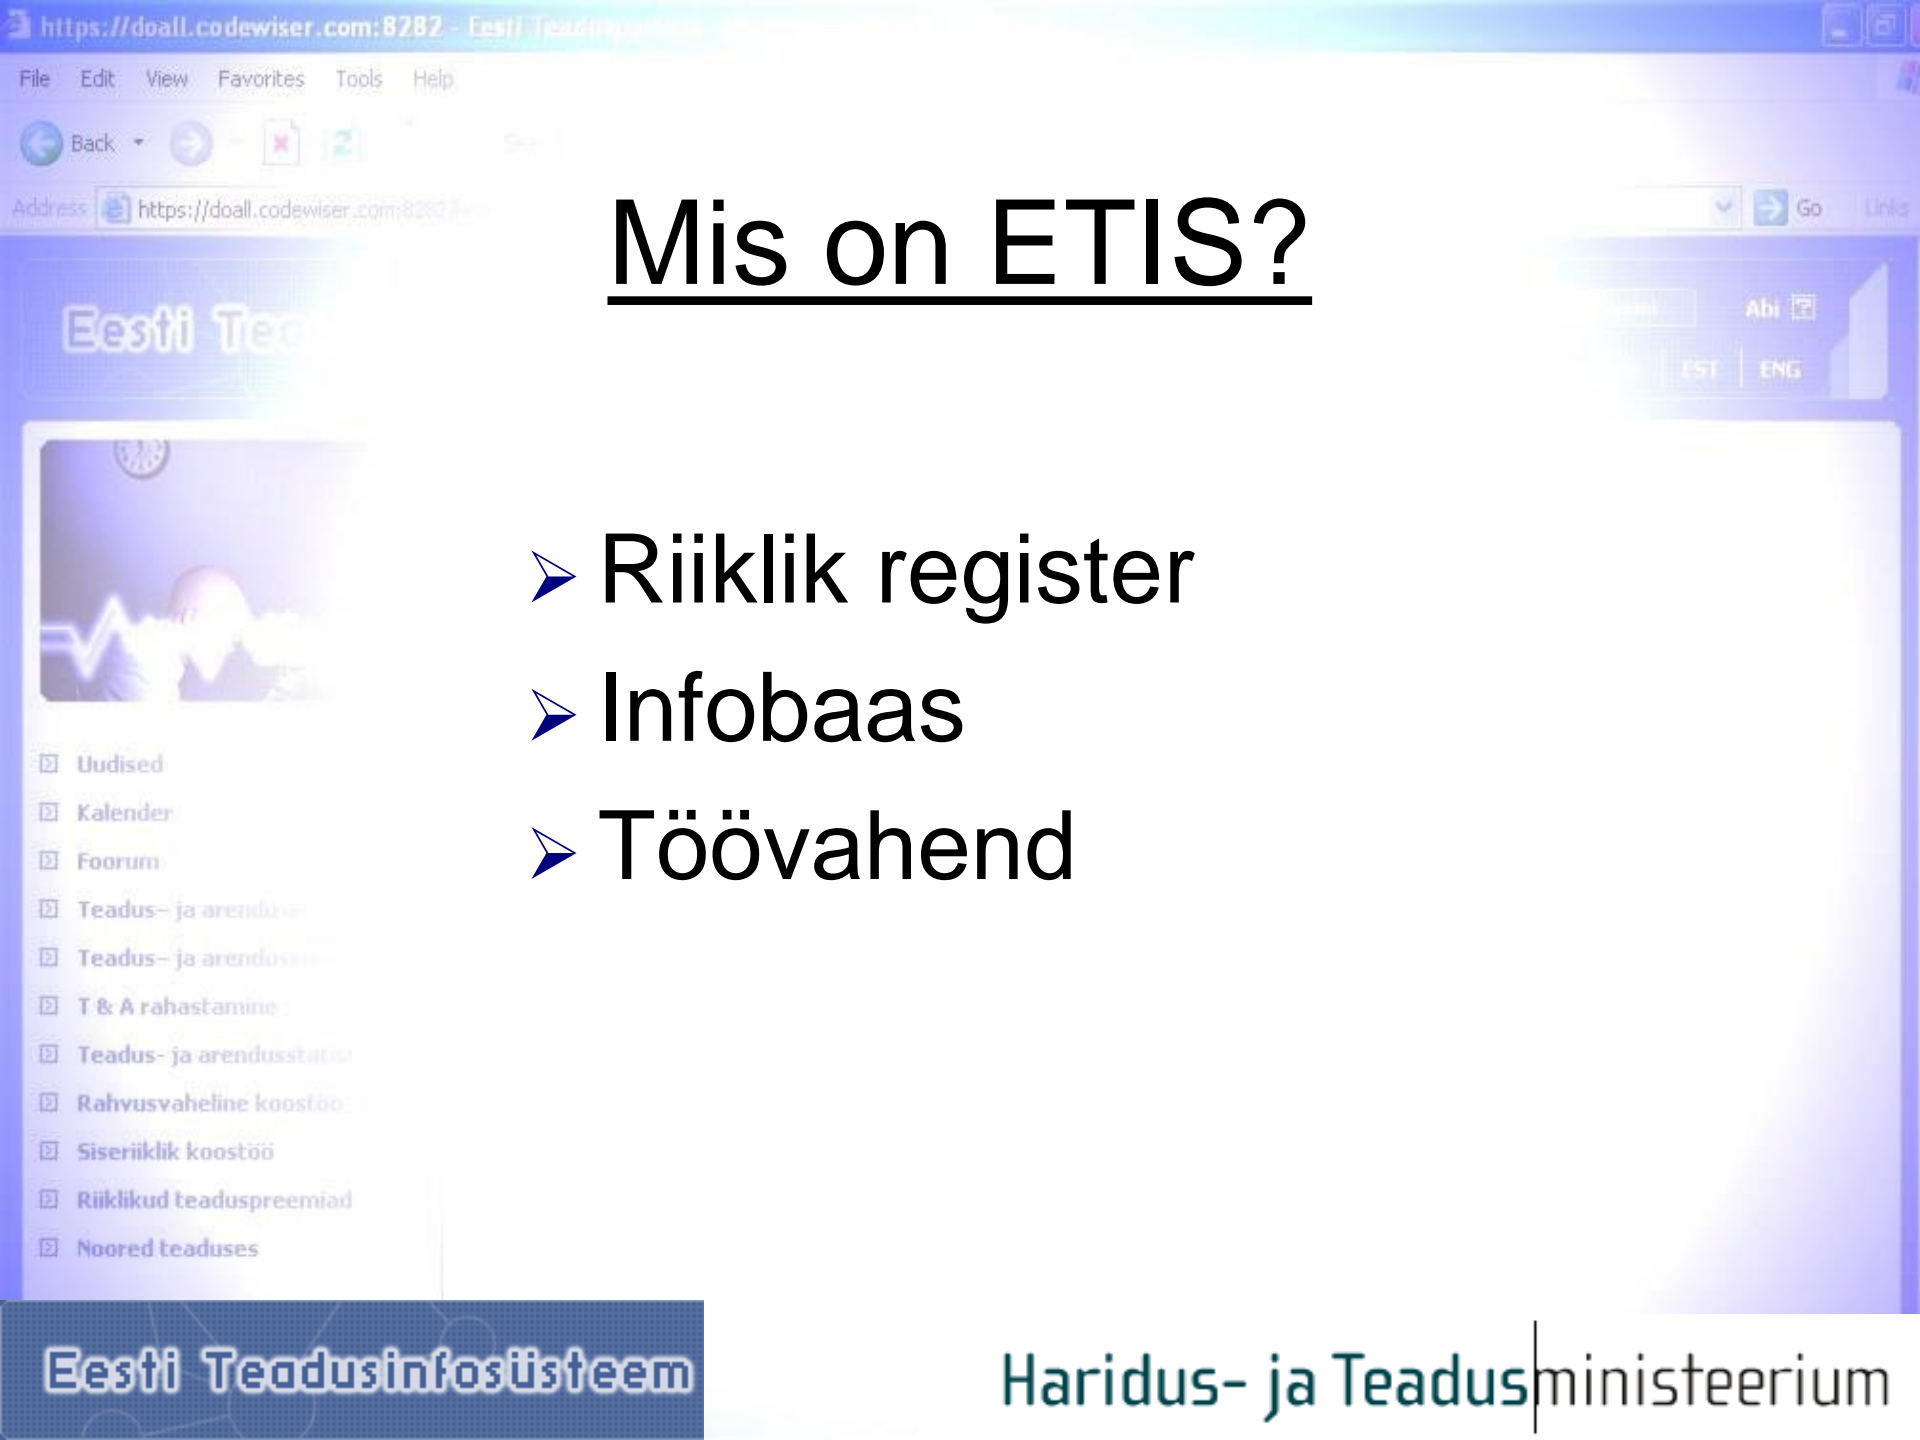 https://doall.codewiser.com:8282 - Eesti
File Edit View Favorites Tools Help
Back
Address https://doall.codewiser.com:8282 Go Links
Mis on ETIS?
Eesti
Abi
EST ENG
Riiklik register
Infobaas
Töövahend
Uudised
Kalender
Foorum
Teadus– ja
Teadus– ja
T & A rahastamine
Teadus- ja
Rahvusvaheline koostöö
Siseriiklik koostöö
Riiklikud teaduspreemiad
Noored teaduses
Eesti Teadusinfosüsteem
Haridus- ja Teadusministeerium